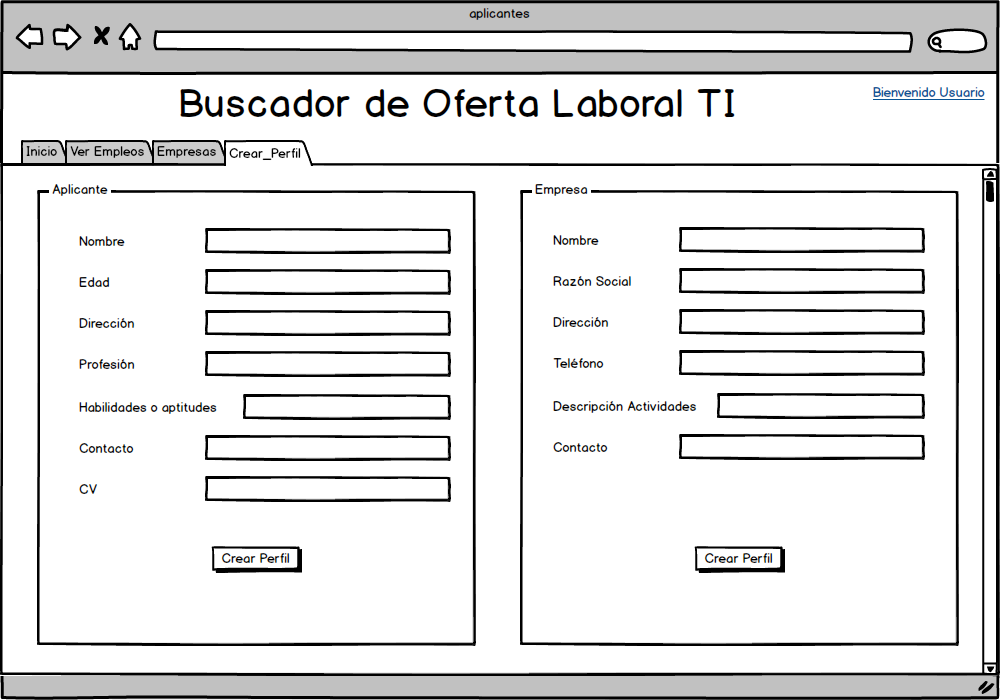 aplicantes
Buscador de Oferta Laboral TI
Bienvenido Usuario
Inicio
Ver Empleos
Empresas
Crear_Perfil
Aplicante
Nombre
Edad
Dirección
Profesión
Habilidades o aptitudes
Contacto
CV
Crear Perfil
Empresa
Nombre
Razón Social
Dirección
Teléfono
Descripción Actividades
Contacto
Crear Perfil